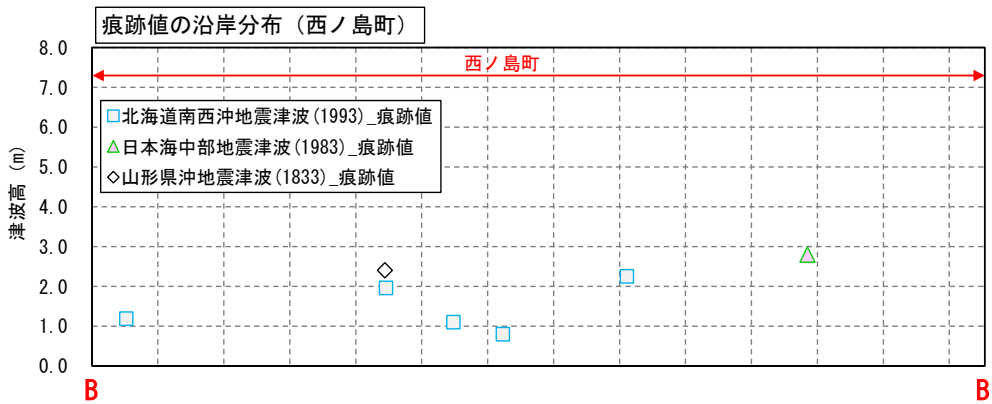 痕跡値の沿岸分布（西ノ島町）
西ノ島町
北海道南西沖地震津波(1993)_痕跡値
日本海中部地震津波(1983)_痕跡値
山形県沖地震津波(1833)_痕跡値
津波高（m）
8.0
7.0
6.0
5.0
4.0
3.0
2.0
1.0
0.0
B
B